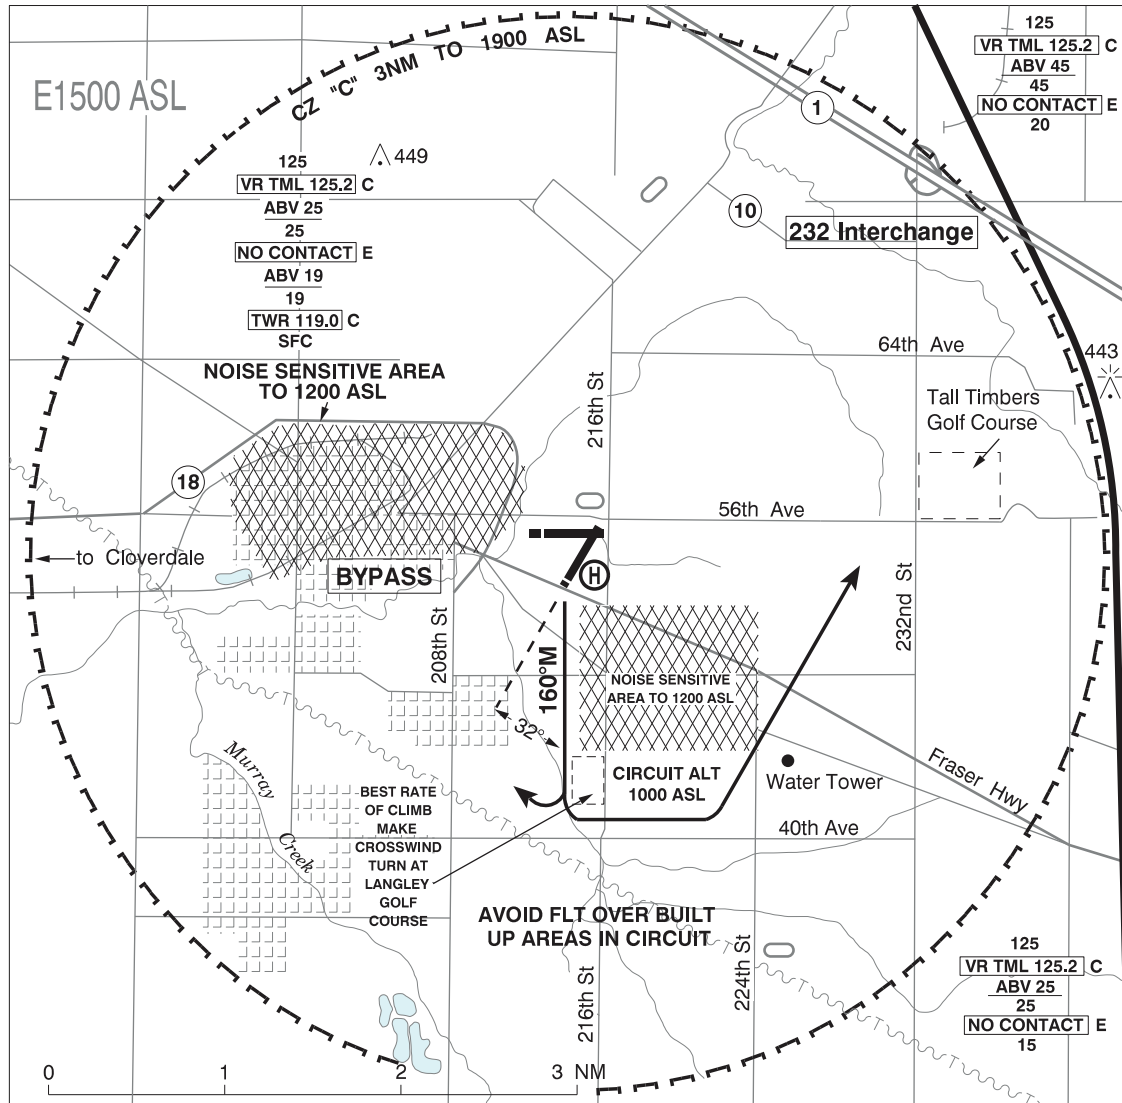 CZ "C" 3NM TO 1900 ASL
E1500 ASL
125
VR TML 125.2 C
ABV 45
45
NO CONTACT E
20
1
449
125
VR TML 125.2 C
ABV 25
25
NO CONTACT E
ABV 19
19
TWR 119.0 C
SFC
10
232 Interchange
64th Ave
443
NOISE SENSITIVE AREA
TO 1200 ASL
216th St
Tall Timbers
Golf Course
18
56th Ave
to Cloverdale
BYPASS
H
232nd St
208th St
160°M
NOISE SENSITIVE
AREA TO 1200 ASL
32°
Murray
Creek
CIRCUIT ALT
1000 ASL
Water Tower
Fraser Hwy
BEST RATE
OF CLIMB
MAKE
CROSSWIND
TURN AT
LANGLEY
GOLF
COURSE
40th Ave
AVOID FLT OVER BUILT
UP AREAS IN CIRCUIT
216th St
224th St
125
VR TML 125.2 C
ABV 25
25
NO CONTACT E
15
0 1 2 3 NM
T T T T T T T T T T T T